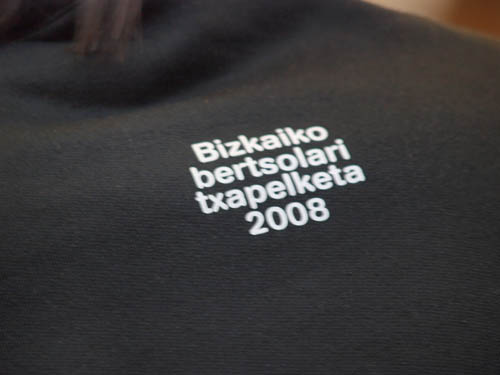 Bizkaiko
bertsolari
txapelketa
2008